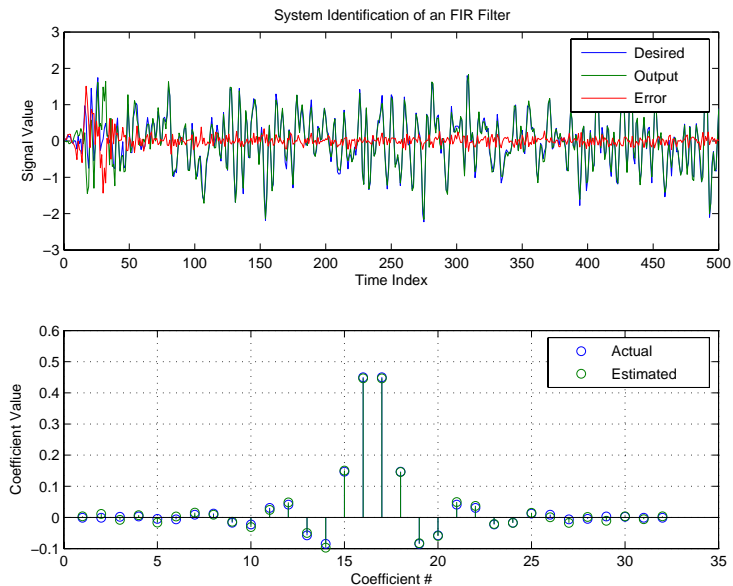 System Identification of an FIR Filter
3
2
1
0
−1
−2
−3
Signal Value
Desired
Output
Error
0 50 100 150 200 250 300 350 400 450 500
Time Index
0.6
0.5
0.4
0.3
0.2
0.1
0
−0.1
Coefficient Value
Actual
Estimated
0 5 10 15 20 25 30 35
Coefficient #